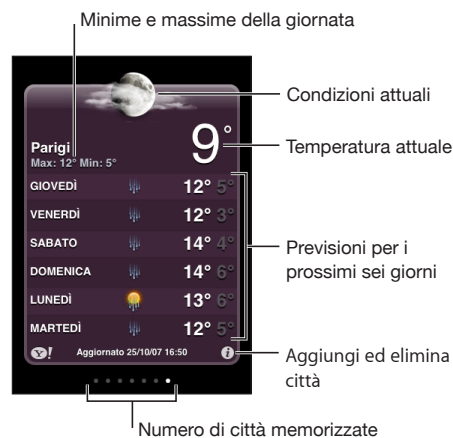 Minime e massime della giornata
Condizioni attuali
Parigi
Max: 12° Min: 5°
9°
Temperatura attuale
GIOVEDÌ 12° 5°
VENERDÌ 12° 3°
SABATO 14° 4°
DOMENICA 14° 6°
LUNEDÌ 13° 6°
MARTEDÌ 12° 5°
Previsioni per i
prossimi sei giorni
Y! Aggiornato 25/10/07 16:50 i
Aggiungi ed elimina
città
Numero di città memorizzate